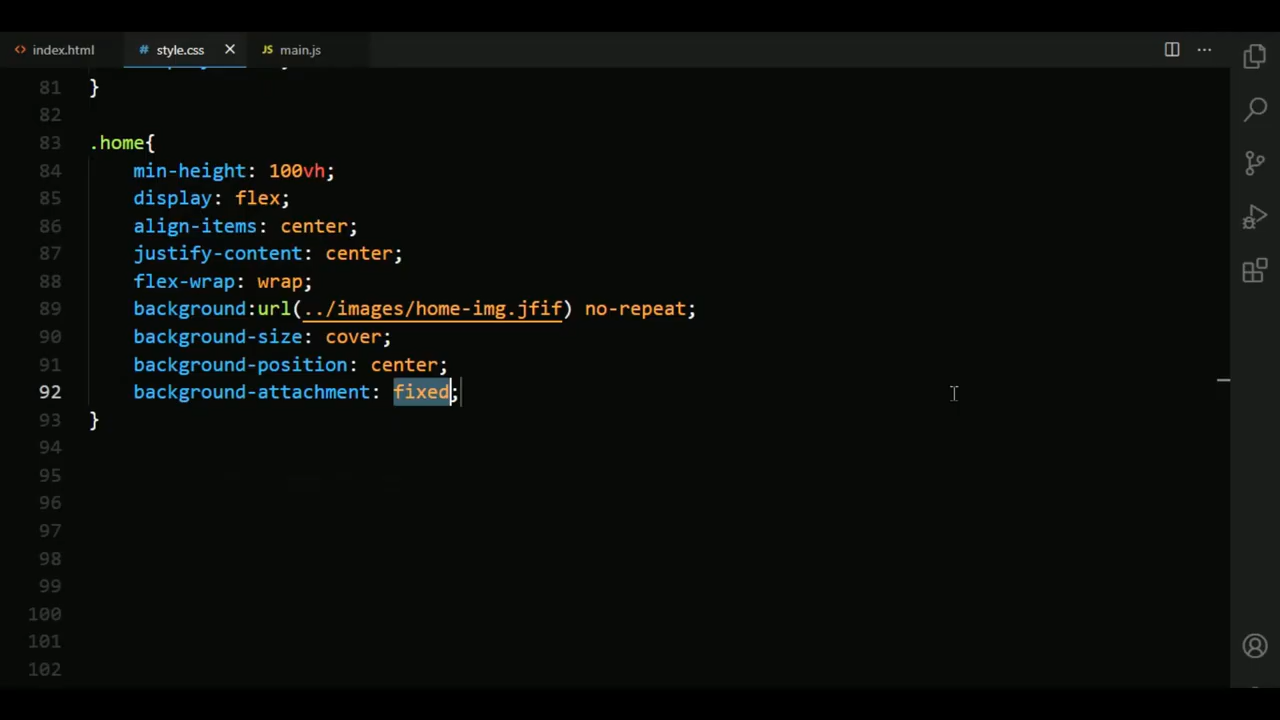 <> index.html # style.css × JS main.js ...
81 }
82
83 .home{
84 min-height: 100vh;
85 display: flex;
86 align-items: center;
87 justify-content: center;
88 flex-wrap: wrap;
89 background:url(../images/home-img.jfif) no-repeat;
90 background-size: cover;
91 background-position: center;
92 background-attachment: fixed;
93 }
94
95
96
97
98
99
100
101
102